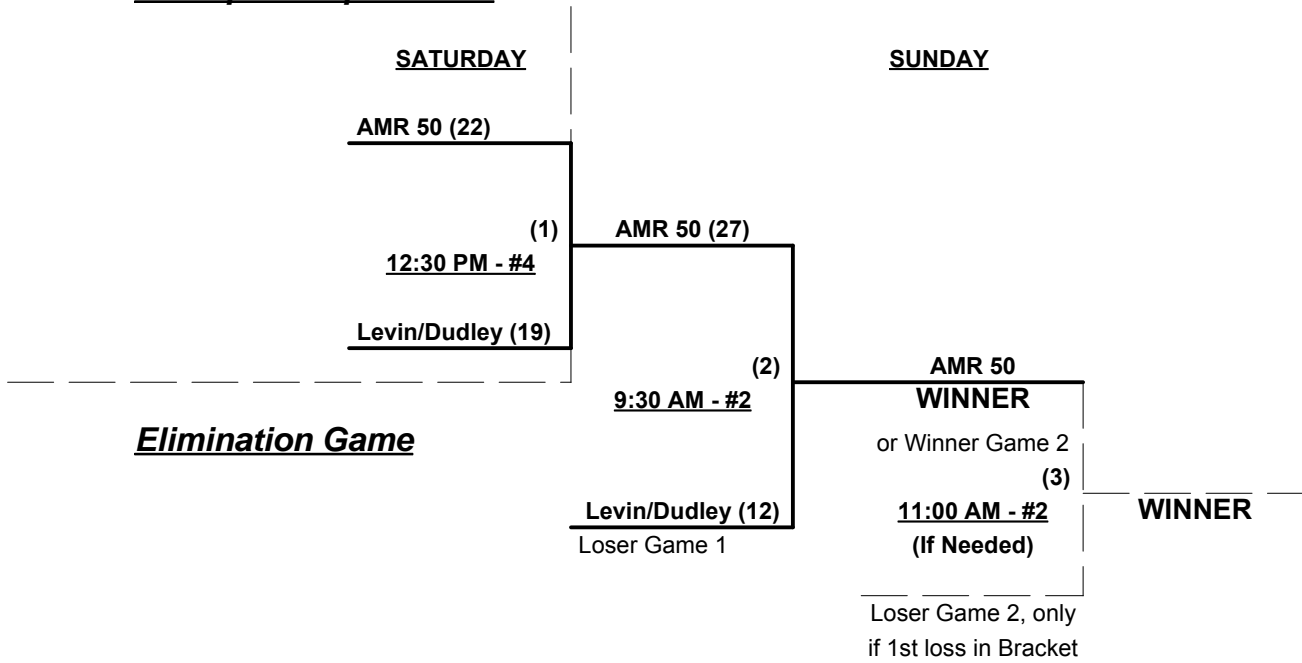 SATURDAY
SUNDAY
AMR 50 (22)
(1)
AMR 50 (27)
12:30 PM - #4
Levin/Dudley (19)
(2)
AMR 50
9:30 AM - #2
WINNER
Elimination Game
or Winner Game 2
(3)
Levin/Dudley (12)
11:00 AM - #2
WINNER
Loser Game 1
(If Needed)
Loser Game 2, only
if 1st loss in Bracket